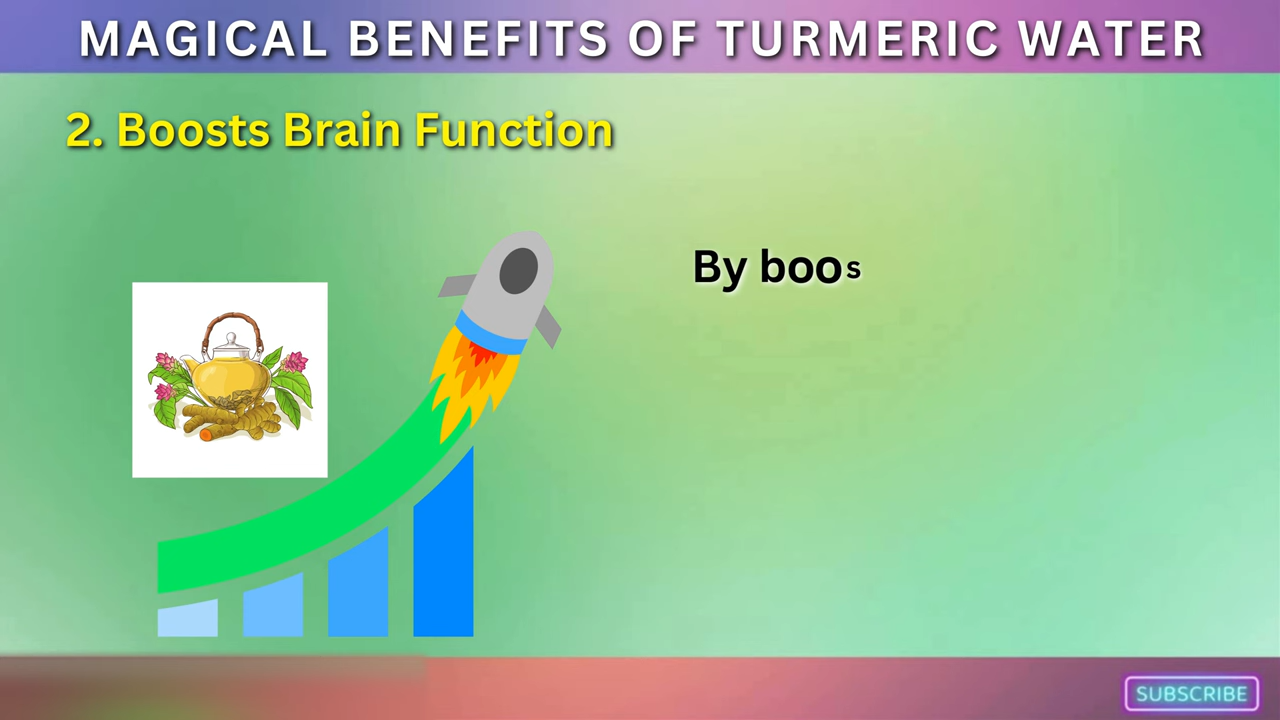 MAGICAL BENEFITS OF TURMERIC WATER
2. Boosts Brain Function
By boos
SUBSCRIBE